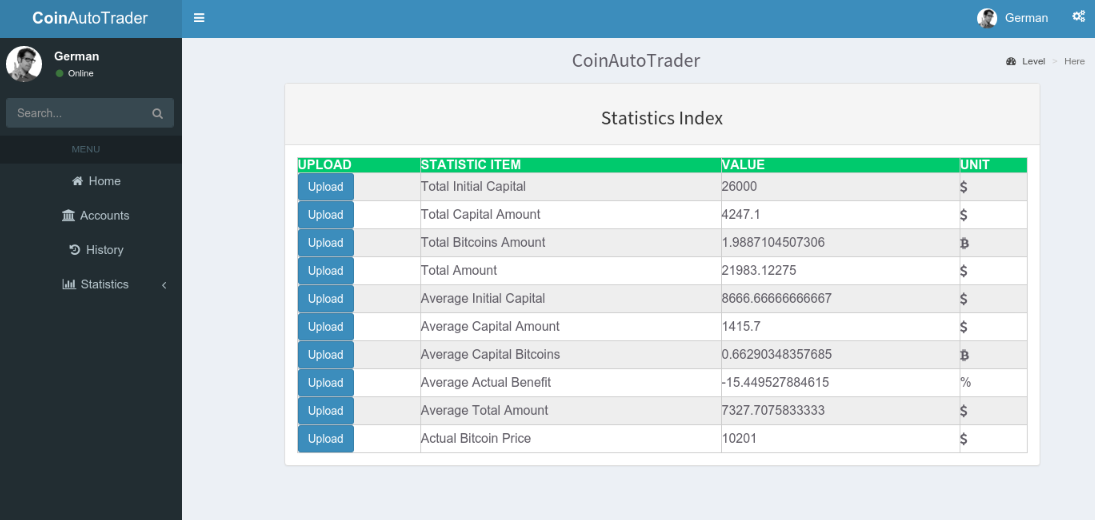 CoinAutoTrader
German
German
Online
Search...
MENU
Home
Accounts
History
Statistics
CoinAutoTrader
Level > Here
Statistics Index
UPLOAD STATISTIC ITEM VALUE UNIT
Upload Total Initial Capital 26000 $
Upload Total Capital Amount 4247.1 $
Upload Total Bitcoins Amount 1.9887104507306 ₿
Upload Total Amount 21983.12275 $
Upload Average Initial Capital 8666.66666666667 $
Upload Average Capital Amount 1415.7 $
Upload Average Capital Bitcoins 0.66290348357685 ₿
Upload Average Actual Benefit -15.449527884615 %
Upload Average Total Amount 7327.7075833333 $
Upload Actual Bitcoin Price 10201 $